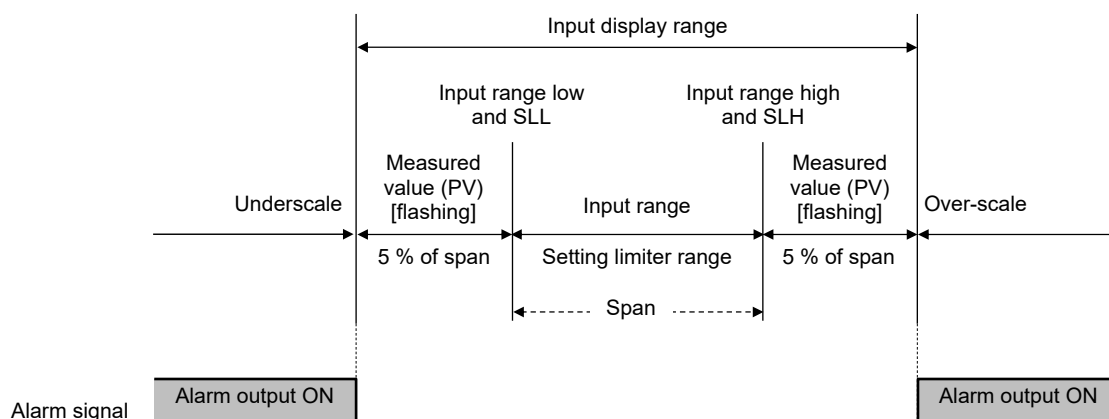 Input display range
Input range low
and SLL
Input range high
and SLH
Measured
value (PV)
[flashing]
Measured
value (PV)
[flashing]
Underscale
Input range
Over-scale
5 % of span
Setting limiter range
5 % of span
Span
Alarm output ON
Alarm output ON
Alarm signal